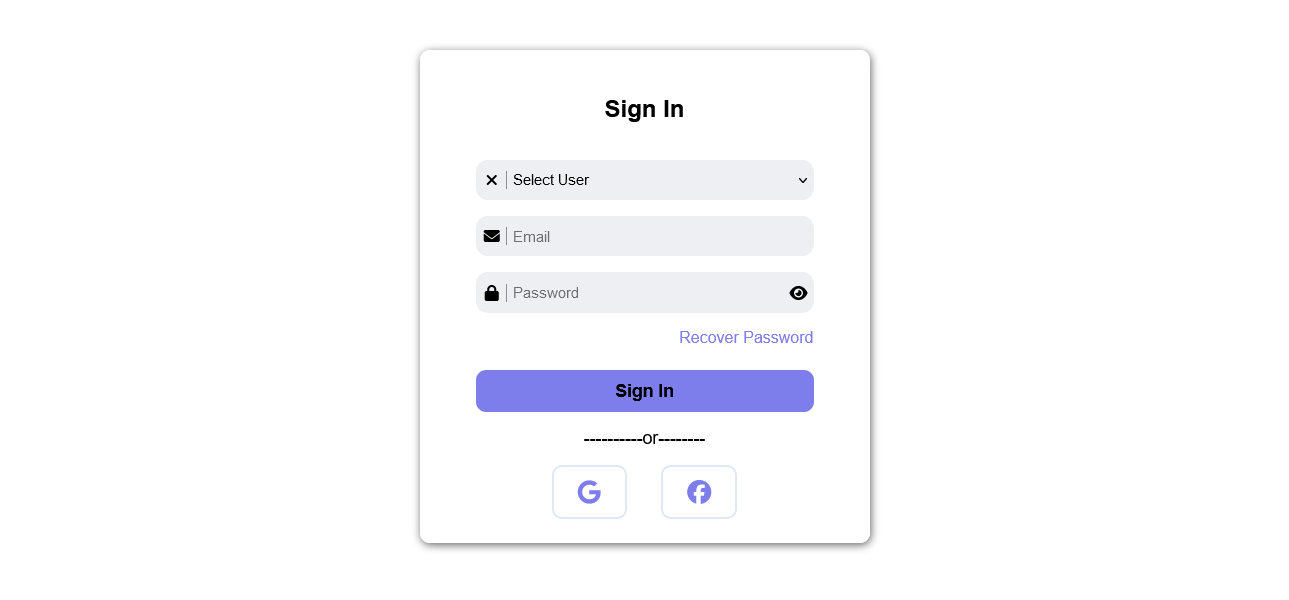 Sign In
Select User
Email
Password
Recover Password
Sign In
----------or--------